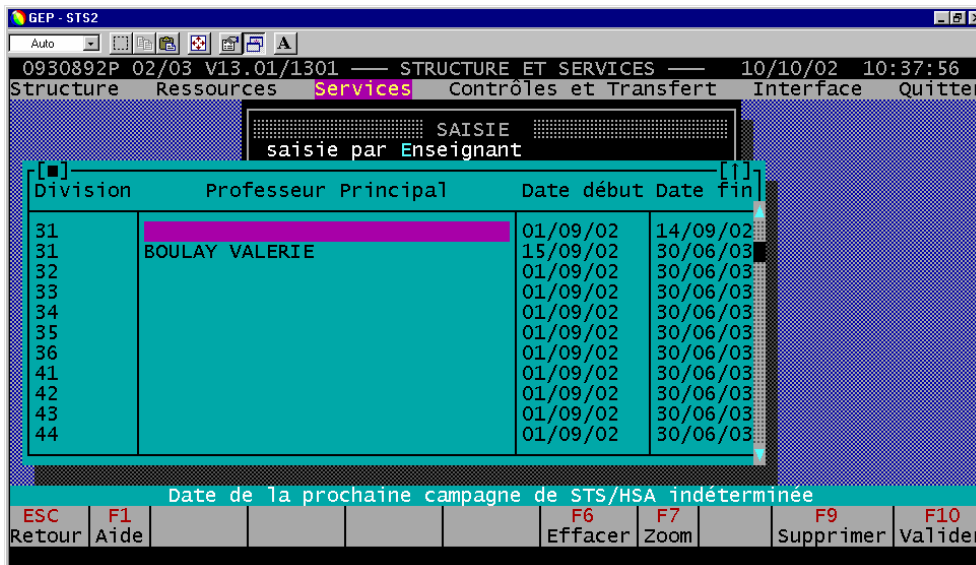 GEP - STS2
Auto
A
0930892P 02/03 V13.01/1301 —— STRUCTURE ET SERVICES —— 10/10/02 10:37:56
Structure Ressources Services Contrôles et Transfert Interface Quitter
SAISIE
saisie par Enseignant
[■] [↑]
Division Professeur Principal Date début Date fin
31 01/09/02 14/09/02
31 BOULAY VALERIE 15/09/02 30/06/03
32 01/09/02 30/06/03
33 01/09/02 30/06/03
34 01/09/02 30/06/03
35 01/09/02 30/06/03
36 01/09/02 30/06/03
41 01/09/02 30/06/03
42 01/09/02 30/06/03
43 01/09/02 30/06/03
44 01/09/02 30/06/03
Date de la prochaine campagne de STS/HSA indéterminée
ESC F1 F6 F7 F9 F10
Retour Aide Effacer Zoom Supprimer Valider